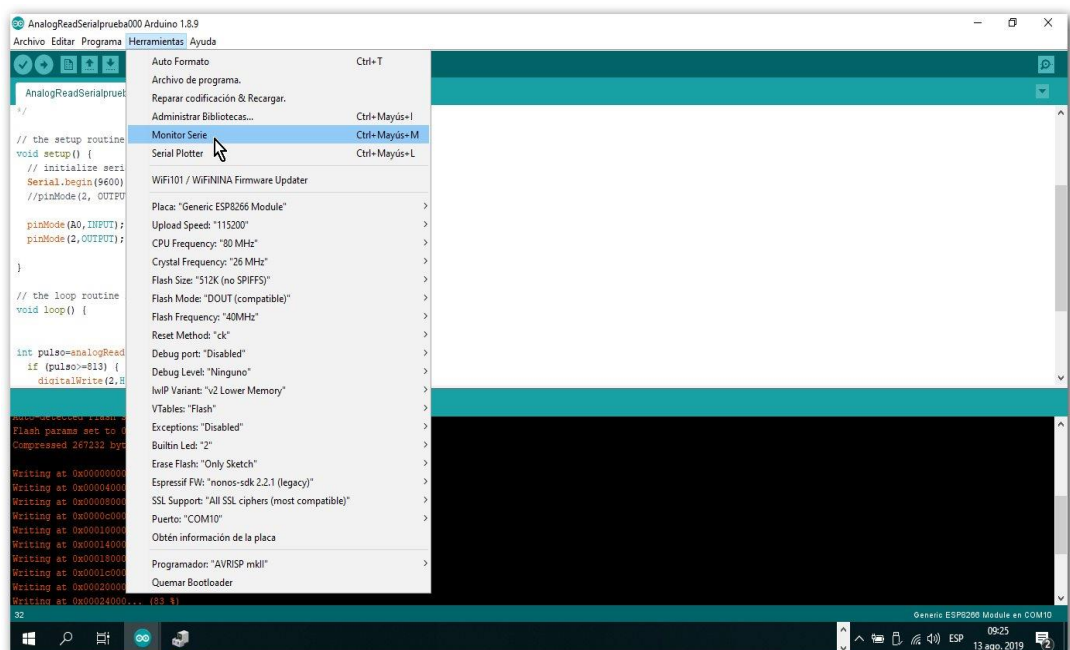 AnalogReadSerialprueba000 Arduino 1.8.9
Archivo Editar Programa Herramientas Ayuda
AnalogReadSerialprueb
*/
// the setup routine
void setup() {
// initialize seri
Serial.begin(9600)
//pinMode(2, OUTPU
pinMode(A0,INPUT);
pinMode(2,OUTPUT);
}
// the loop routine
void loop() {
int pulso=analogRead
if (pulso>=813) {
digitalWrite(2,H
Auto Formato Ctrl+T
Archivo de programa.
Reparar codificación & Recargar.
Administrar Bibliotecas... Ctrl+Mayús+I
Monitor Serie Ctrl+Mayús+M
Serial Plotter Ctrl+Mayús+L
WiFi101 / WiFiNINA Firmware Updater
Placa: "Generic ESP8266 Module"
Upload Speed: "115200"
CPU Frequency: "80 MHz"
Crystal Frequency: "26 MHz"
Flash Size: "512K (no SPIFFS)"
Flash Mode: "DOUT (compatible)"
Flash Frequency: "40MHz"
Reset Method: "ck"
Debug port: "Disabled"
Debug Level: "Ninguno"
lwIP Variant: "v2 Lower Memory"
VTables: "Flash"
Exceptions: "Disabled"
Builtin Led: "2"
Erase Flash: "Only Sketch"
Espressif FW: "nonos-sdk 2.2.1 (legacy)"
SSL Support: "All SSL ciphers (most compatible)"
Puerto: "COM10"
Obtén información de la placa
Programador: "AVRISP mkII"
Quemar Bootloader
Auto-detected Flash
Flash params set to 0
Compressed 267232 byt
Writing at 0x00000000
Writing at 0x00004000
Writing at 0x00008000
Writing at 0x0000c000
Writing at 0x00010000
Writing at 0x00014000
Writing at 0x00018000
Writing at 0x0001c000
Writing at 0x00020000
Writing at 0x00024000... (83 %)
32
Generic ESP8266 Module en COM10
ESP
09:25
13 ago. 2019
2